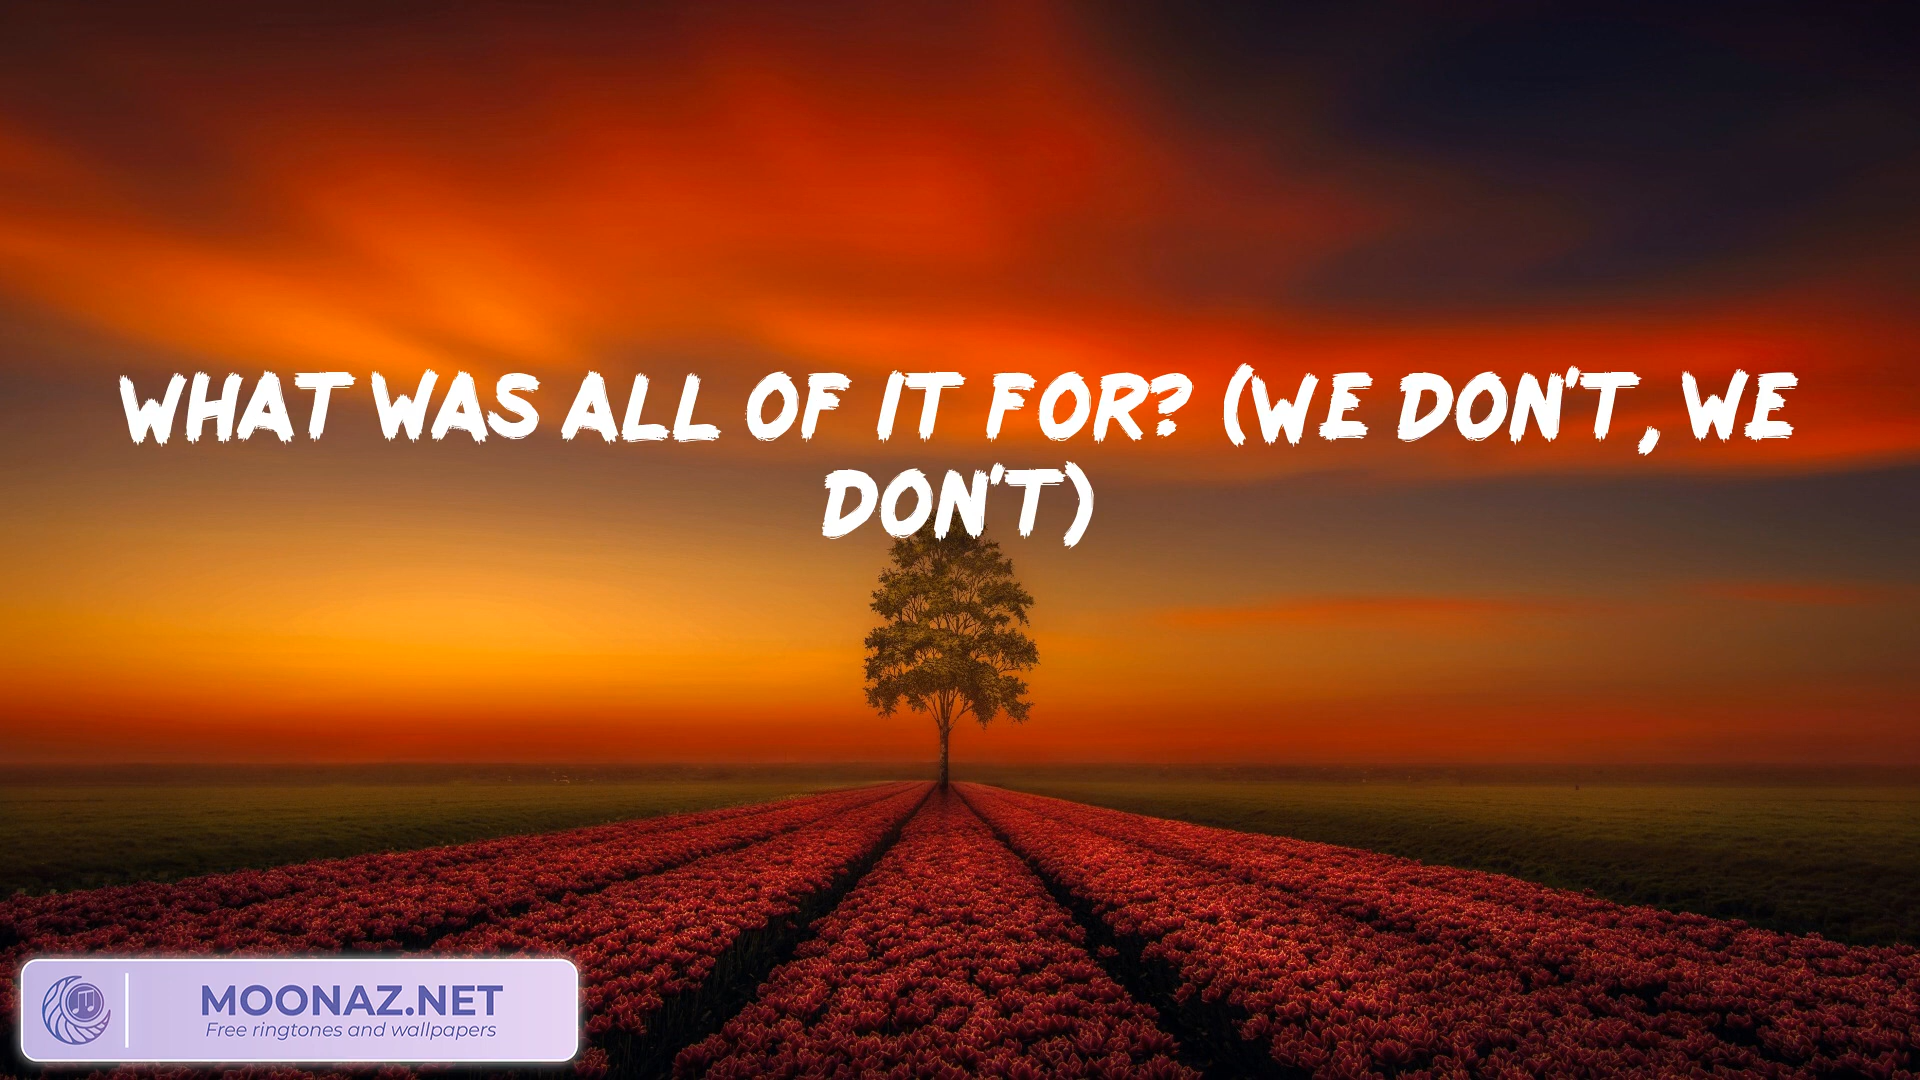 WHAT WAS ALL OF IT FOR? (WE DON'T, WE
DON'T)
MOONAZ.NET
Free ringtones and wallpapers